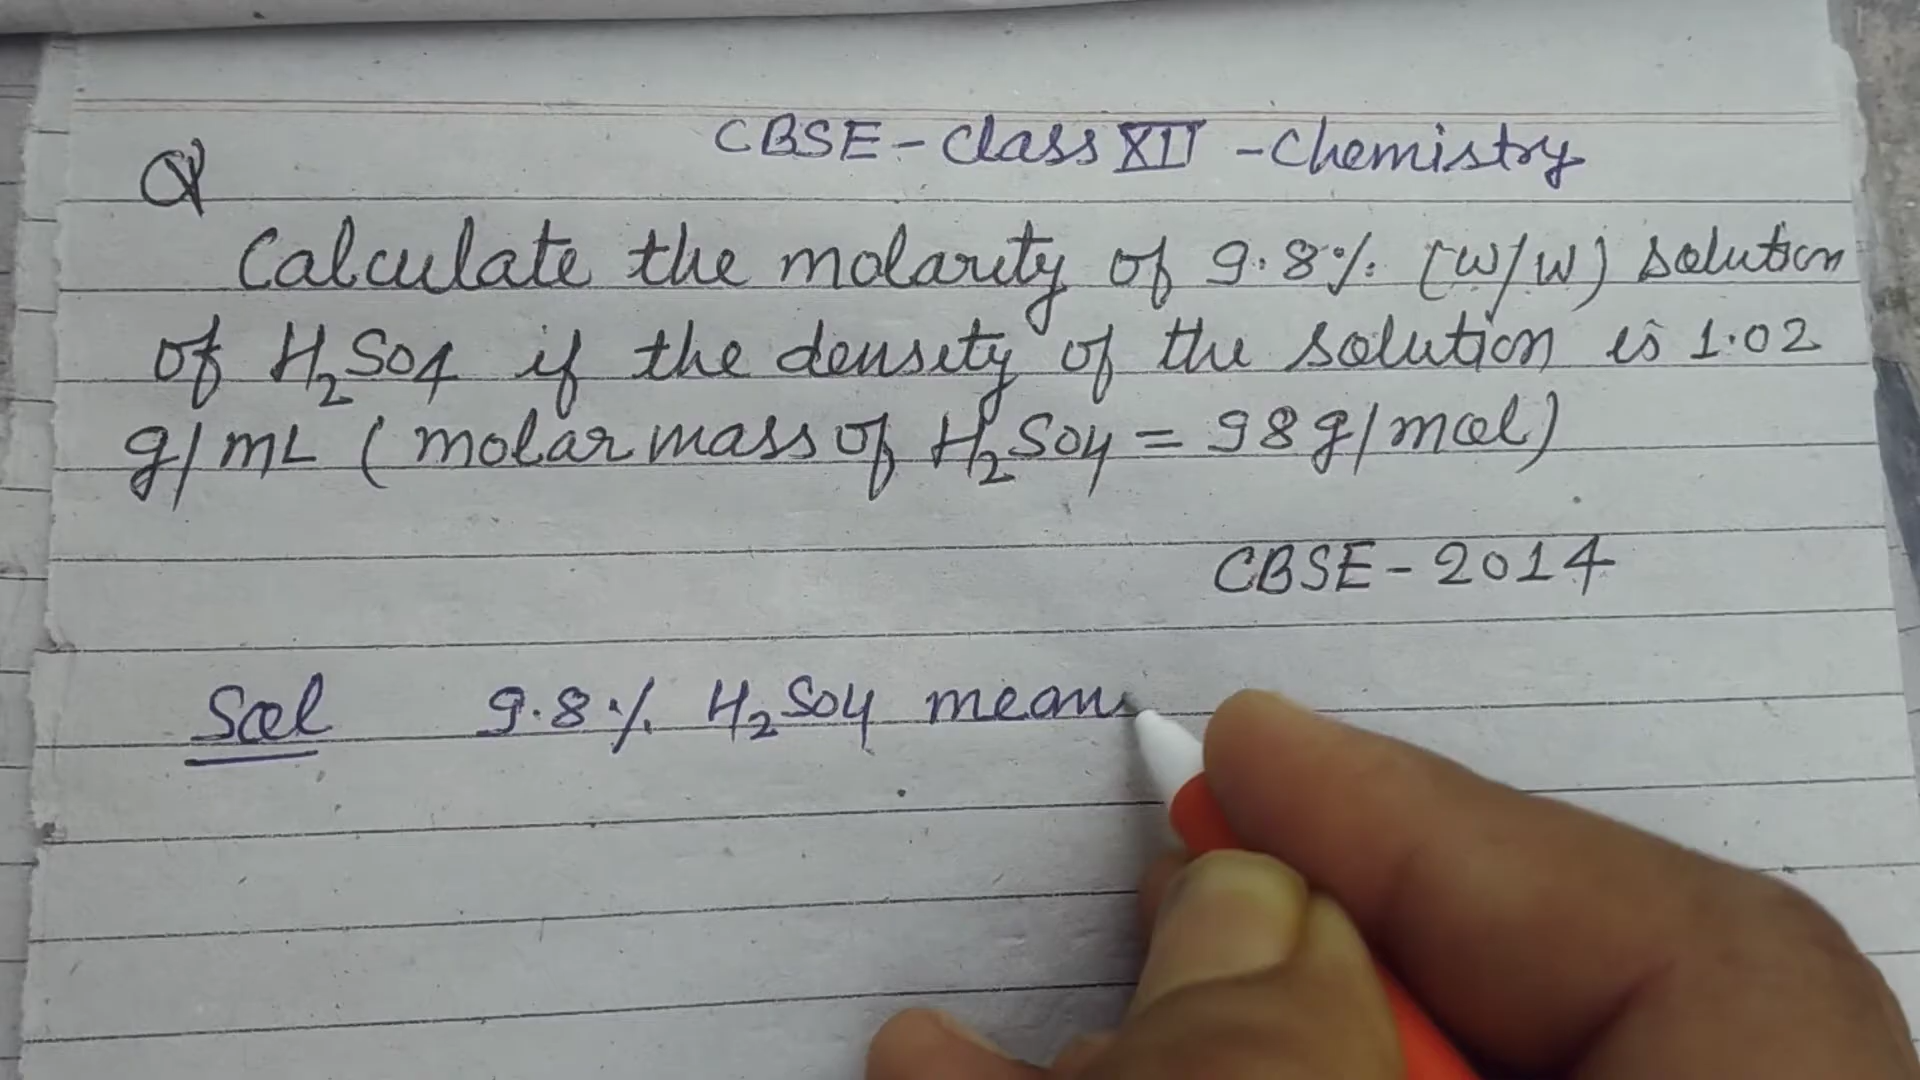 CBSE - Class XII - Chemistry
Q
Calculate the molarity of 9.8% (W/W) solution
of H₂SO₄ if the density of the solution is 1.02
g/mL (molar mass of H₂SO₄ = 98g/mol)
CBSE - 2014
Sol 9.8% H₂SO₄ means